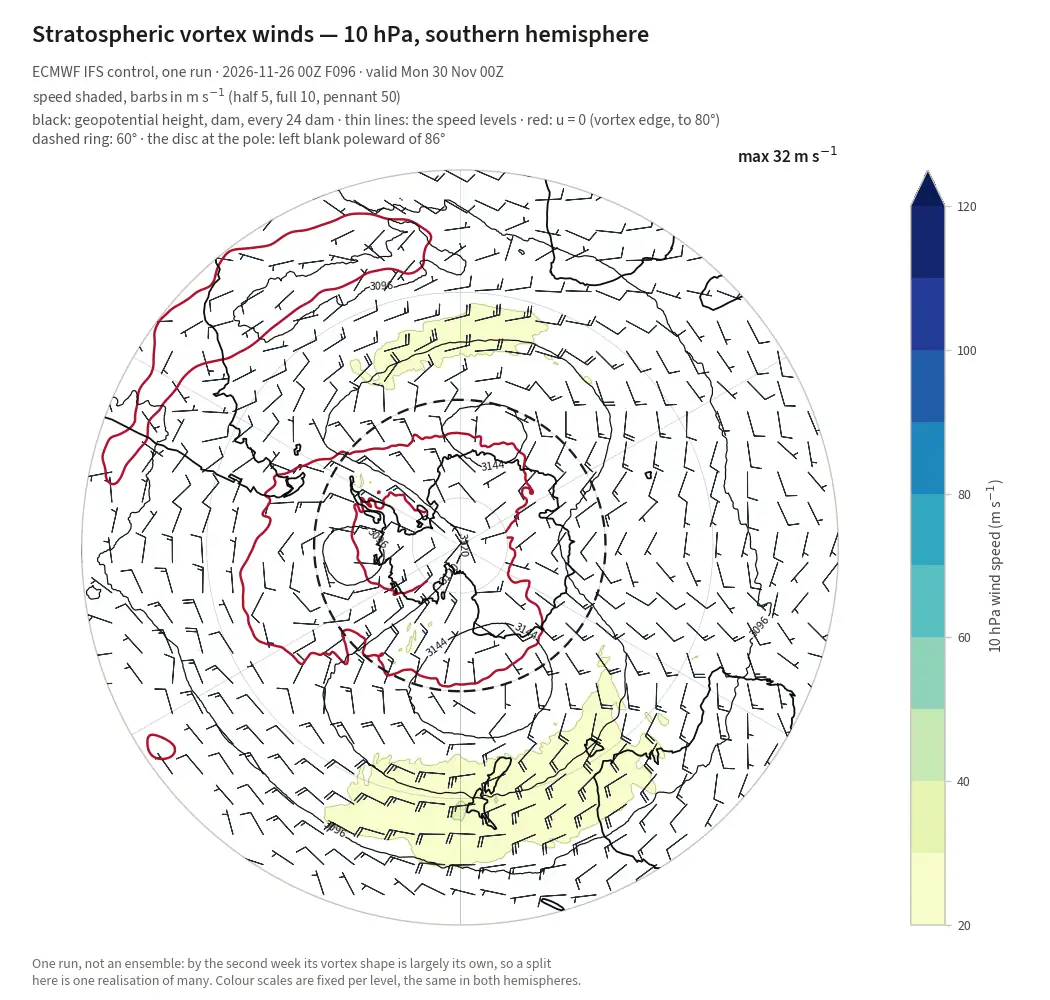 Stratospheric vortex winds — 10 hPa, southern hemisphere
ECMWF IFS control, one run · 2026-11-26 00Z F096 · valid Mon 30 Nov 00Z
speed shaded, barbs in m s⁻¹ (half 5, full 10, pennant 50)
black: geopotential height, dam, every 24 dam · thin lines: the speed levels · red: u = 0 (vortex edge, to 80°)
dashed ring: 60° · the disc at the pole: left blank poleward of 86°
max 32 m s⁻¹
120
100
80
60
40
20
10 hPa wind speed (m s⁻¹)
3096
3144
3120
3144
3144
3096
3096
One run, not an ensemble: by the second week its vortex shape is largely its own, so a split
here is one realisation of many. Colour scales are fixed per level, the same in both hemispheres.